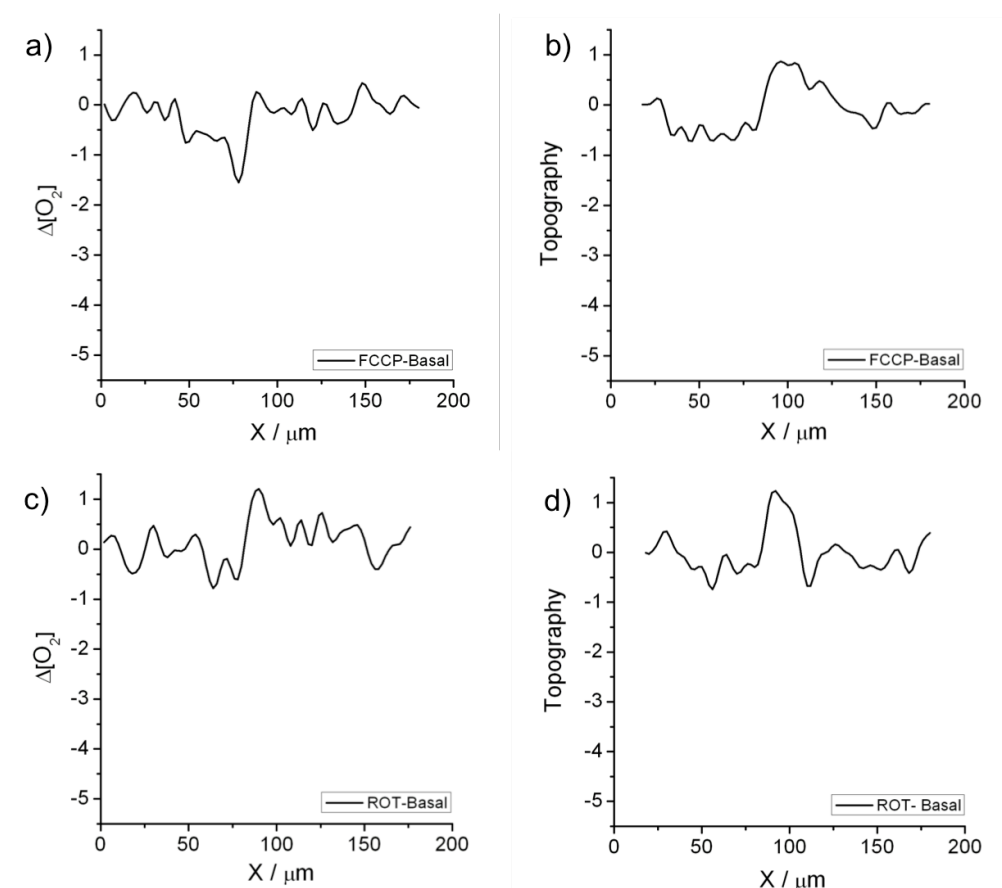 a)
1
0
-1
-2
-3
-4
-5
Δ[O₂]
FCCP-Basal
0 50 100 150 200
X / μm
b)
1
0
-1
-2
-3
-4
-5
Topography
FCCP-Basal
0 50 100 150 200
X / μm
c)
1
0
-1
-2
-3
-4
-5
Δ[O₂]
ROT-Basal
0 50 100 150 200
X / μm
d)
1
0
-1
-2
-3
-4
-5
Topography
ROT- Basal
0 50 100 150 200
X / μm